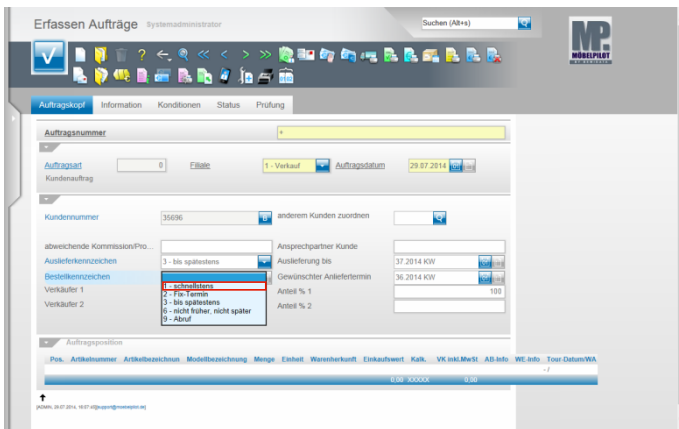 Erfassen Aufträge Systemadministrator
Suchen (Alt+s)
MP
MÖBELPILOT
Auftragskopf Information Konditionen Status Prüfung
Auftragsnummer +
Auftragsart 0 Filiale 1 - Verkauf Auftragsdatum 29.07.2014
Kundenauftrag
Kundennummer 35696 anderem Kunden zuordnen
abweichende Kommission/Pro... Ansprechpartner Kunde
Auslieferkennzeichen 3 - bis spätestens Auslieferung bis 37.2014 KW
Bestellkennzeichen Gewünschter Anliefertermin 36.2014 KW
1 - schnellstens
Verkäufer 1 Anteil % 1 100
2 - Fix-Termin
3 - bis spätestens
Verkäufer 2 Anteil % 2
6 - nicht früher, nicht später
9 - Abruf
Auftragsposition
Pos. Artikelnummer Artikelbezeichnun Modellbezeichnung Menge Einheit Warenherkunft Einkaufswert Kalk. VK inkl.MwSt AB-Info WE-Info Tour-Datum/WA
- /
0,00 XXXXXX 0,00